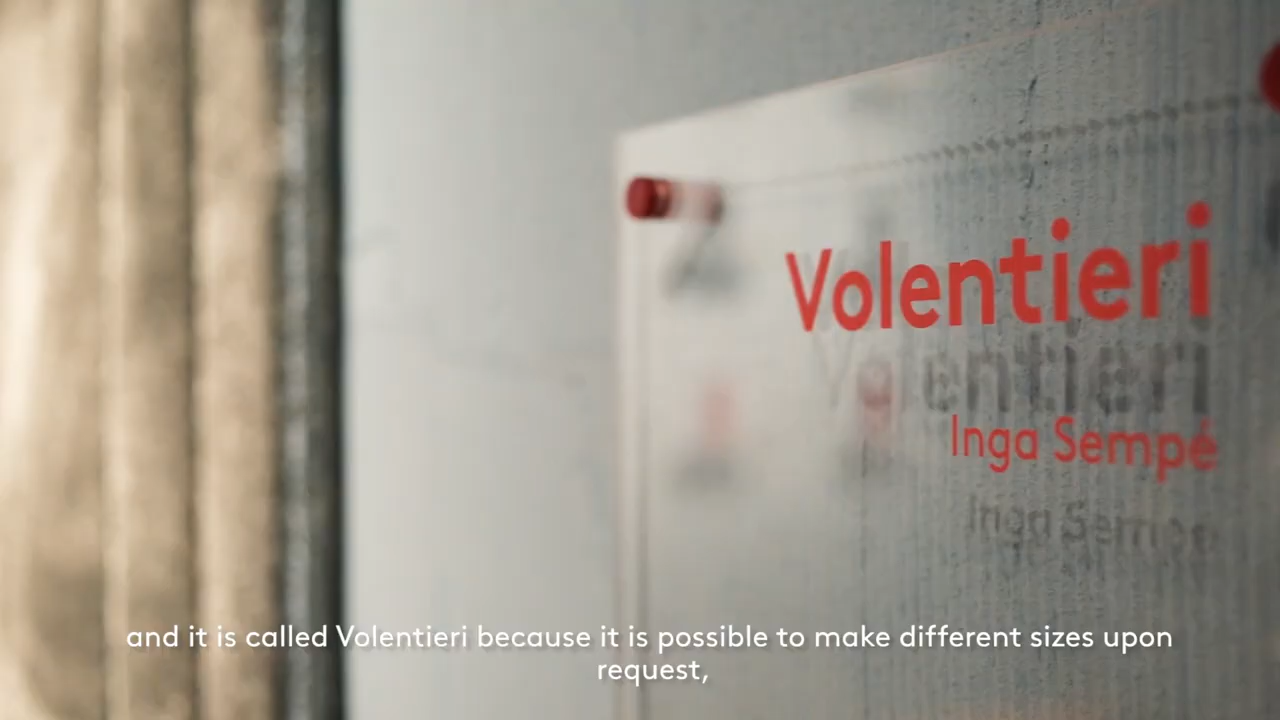 Volentieri
Inga Sempé
and it is called Volentieri because it is possible to make different sizes upon
request,